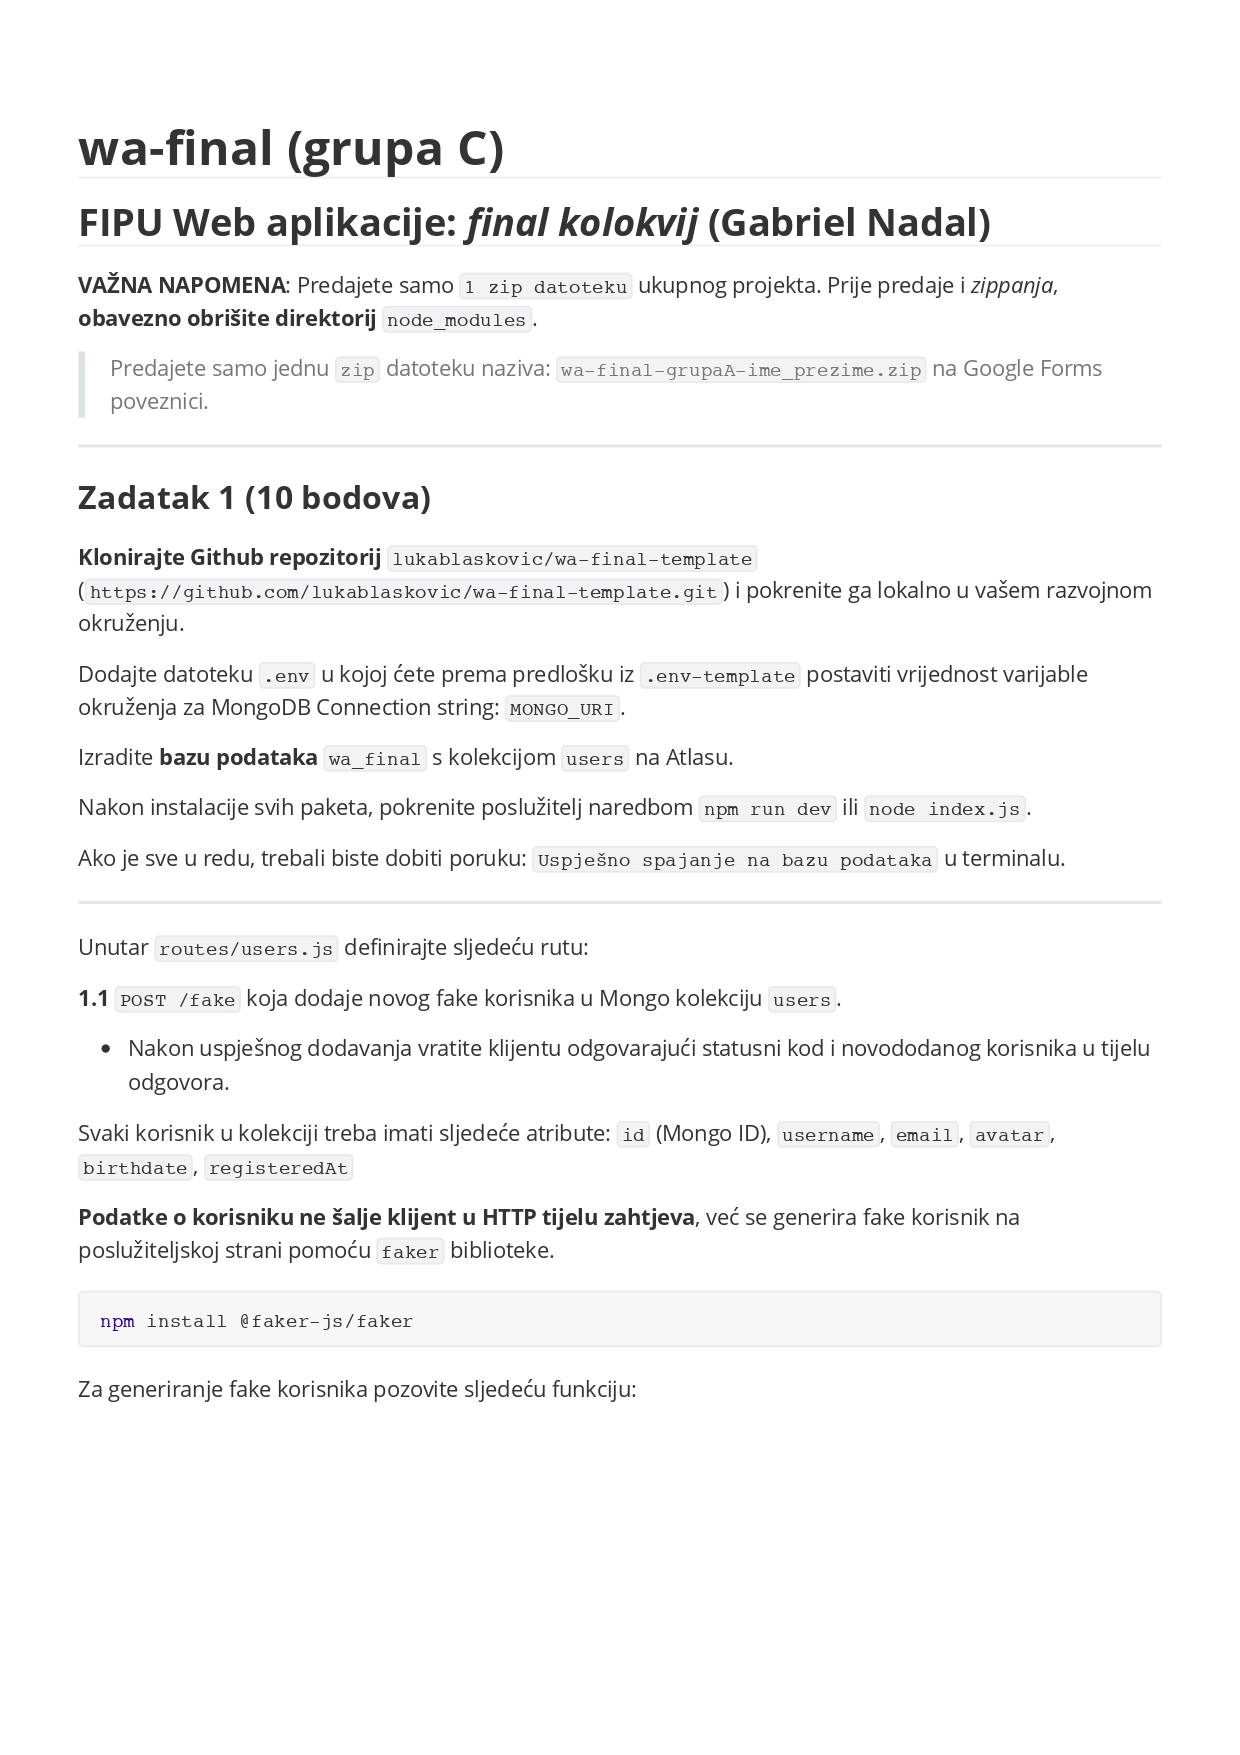 wa-final (grupa C)
FIPU Web aplikacije: final kolokvij (Gabriel Nadal)
VAŽNA NAPOMENA: Predajete samo 1 zip datoteku ukupnog projekta. Prije predaje i zippanja,
obavezno obrišite direktorij node_modules.
Predajete samo jednu zip datoteku naziva: wa-final-grupaA-ime_prezime.zip na Google Forms
poveznici.
Zadatak 1 (10 bodova)
Klonirajte Github repozitorij lukablaskovic/wa-final-template
(https://github.com/lukablaskovic/wa-final-template.git) i pokrenite ga lokalno u vašem razvojnom
okruženju.
Dodajte datoteku .env u kojoj ćete prema predlošku iz .env-template postaviti vrijednost varijable
okruženja za MongoDB Connection string: MONGO_URI.
Izradite bazu podataka wa_final s kolekcijom users na Atlasu.
Nakon instalacije svih paketa, pokrenite poslužitelj naredbom npm run dev ili node index.js.
Ako je sve u redu, trebali biste dobiti poruku: Uspješno spajanje na bazu podataka u terminalu.
Unutar routes/users.js definirajte sljedeću rutu:
1.1 POST /fake koja dodaje novog fake korisnika u Mongo kolekciju users.
• Nakon uspješnog dodavanja vratite klijentu odgovarajući statusni kod i novododanog korisnika u tijelu
odgovora.
Svaki korisnik u kolekciji treba imati sljedeće atribute: id (Mongo ID), username, email, avatar,
birthdate, registeredAt
Podatke o korisniku ne šalje klijent u HTTP tijelu zahtjeva, već se generira fake korisnik na
poslužiteljskoj strani pomoću faker biblioteke.
npm install @faker-js/faker
Za generiranje fake korisnika pozovite sljedeću funkciju: